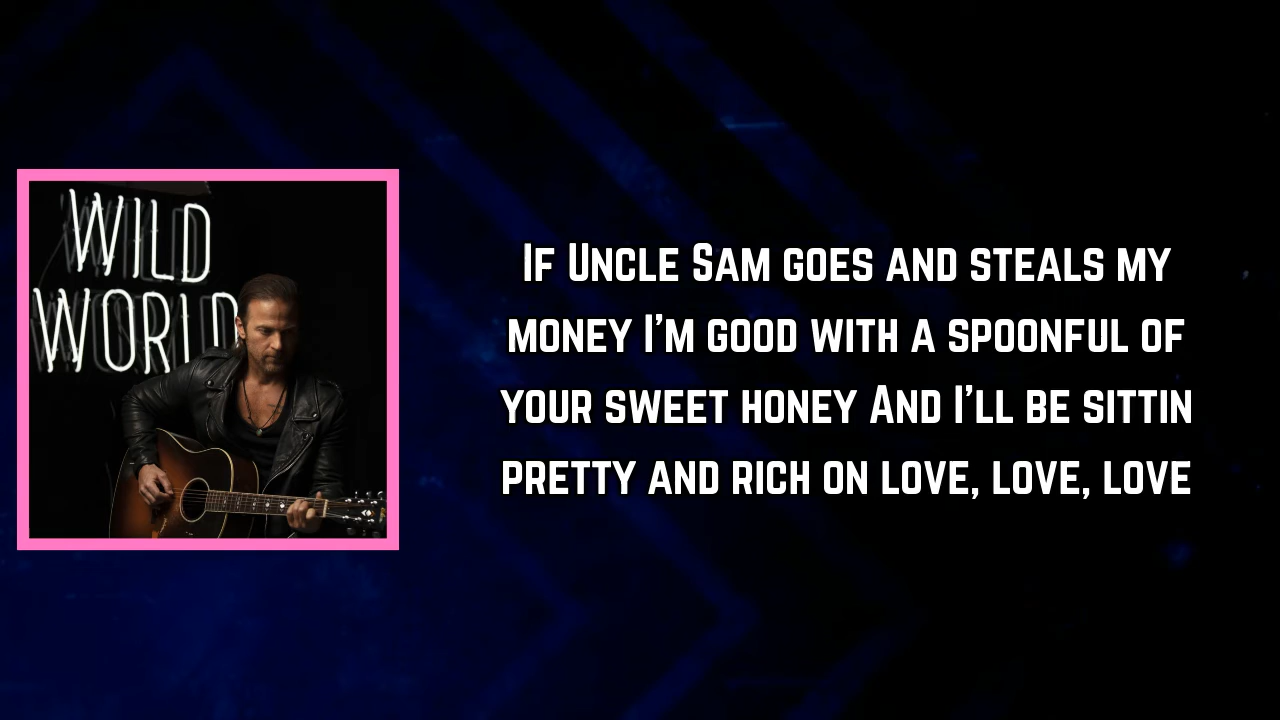 WILD
WORLD
IF UNCLE SAM GOES AND STEALS MY
MONEY I'M GOOD WITH A SPOONFUL OF
YOUR SWEET HONEY AND I'LL BE SITTIN
PRETTY AND RICH ON LOVE, LOVE, LOVE